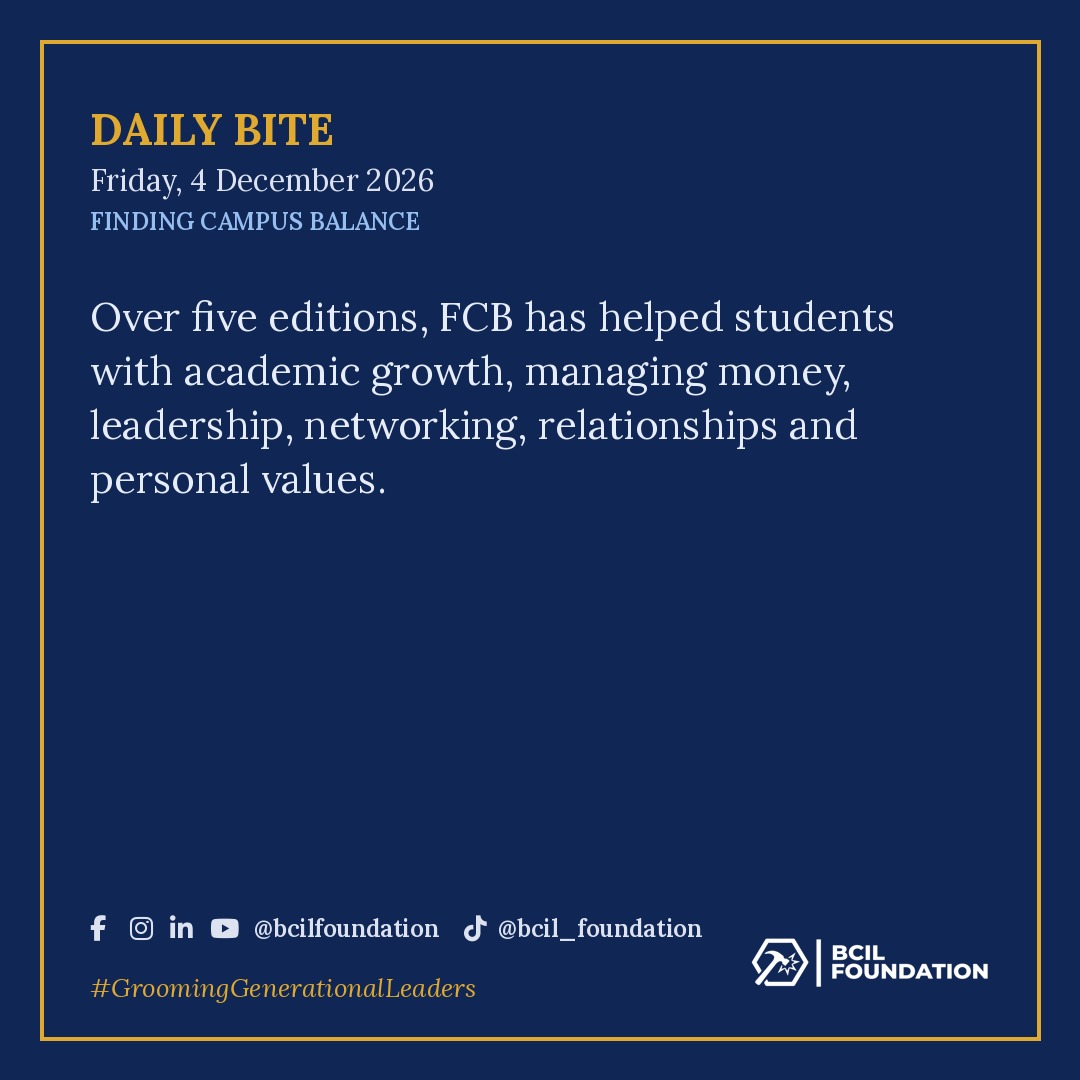 DAILY BITE
Friday, 4 December 2026
FINDING CAMPUS BALANCE
Over five editions, FCB has helped students
with academic growth, managing money,
leadership, networking, relationships and
personal values.
@bcilfoundation @bcil_foundation
#GroomingGenerationalLeaders
BCIL
FOUNDATION